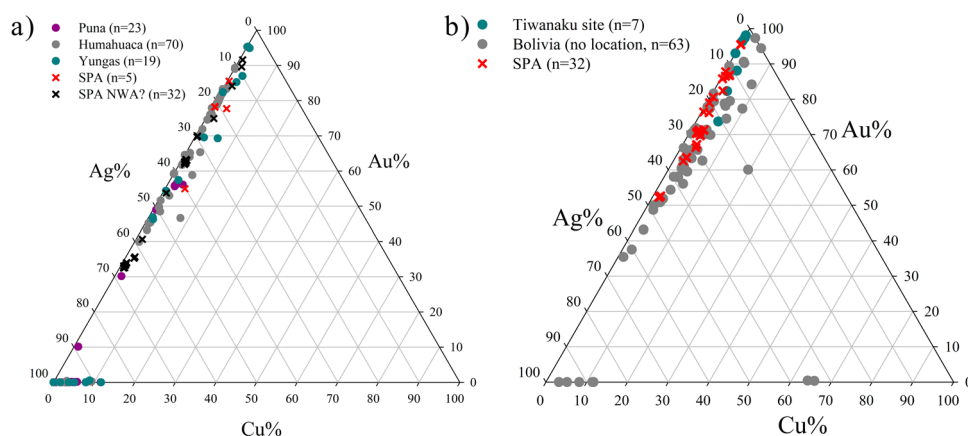 a)
Puna (n=23)
Humahuaca (n=70)
Yungas (n=19)
SPA (n=5)
SPA NWA? (n=32)
Ag%
Au%
Cu%
0
10
20
30
40
50
60
70
80
90
100
100
90
80
70
60
50
40
30
20
10
0
0 10 20 30 40 50 60 70 80 90 100
b)
Tiwanaku site (n=7)
Bolivia (no location, n=63)
SPA (n=32)
Ag%
Au%
Cu%
0
10
20
30
40
50
60
70
80
90
100
100
90
80
70
60
50
40
30
20
10
0
0 10 20 30 40 50 60 70 80 90 100